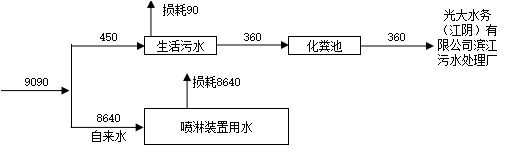 损耗90
450
生活污水
360
化粪池
360
光大水务
（江阴）有
限公司滨江
污水处理厂
9090
损耗8640
8640
自来水
喷淋装置用水